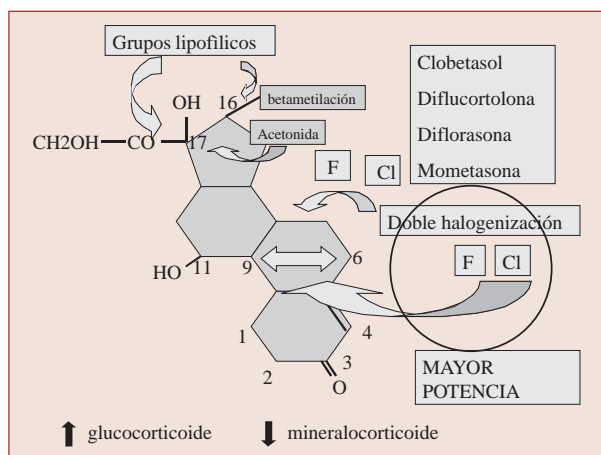 Grupos lipofílicos
OH
16
betametilación
CH2OH
CO
17
Acetonida
F
Cl
Clobetasol
Diflucortolona
Diflorasona
Mometasona
Doble halogenización
F
Cl
HO
11
9
6
1
4
2
3
O
MAYOR
POTENCIA
glucocorticoide
mineralocorticoide